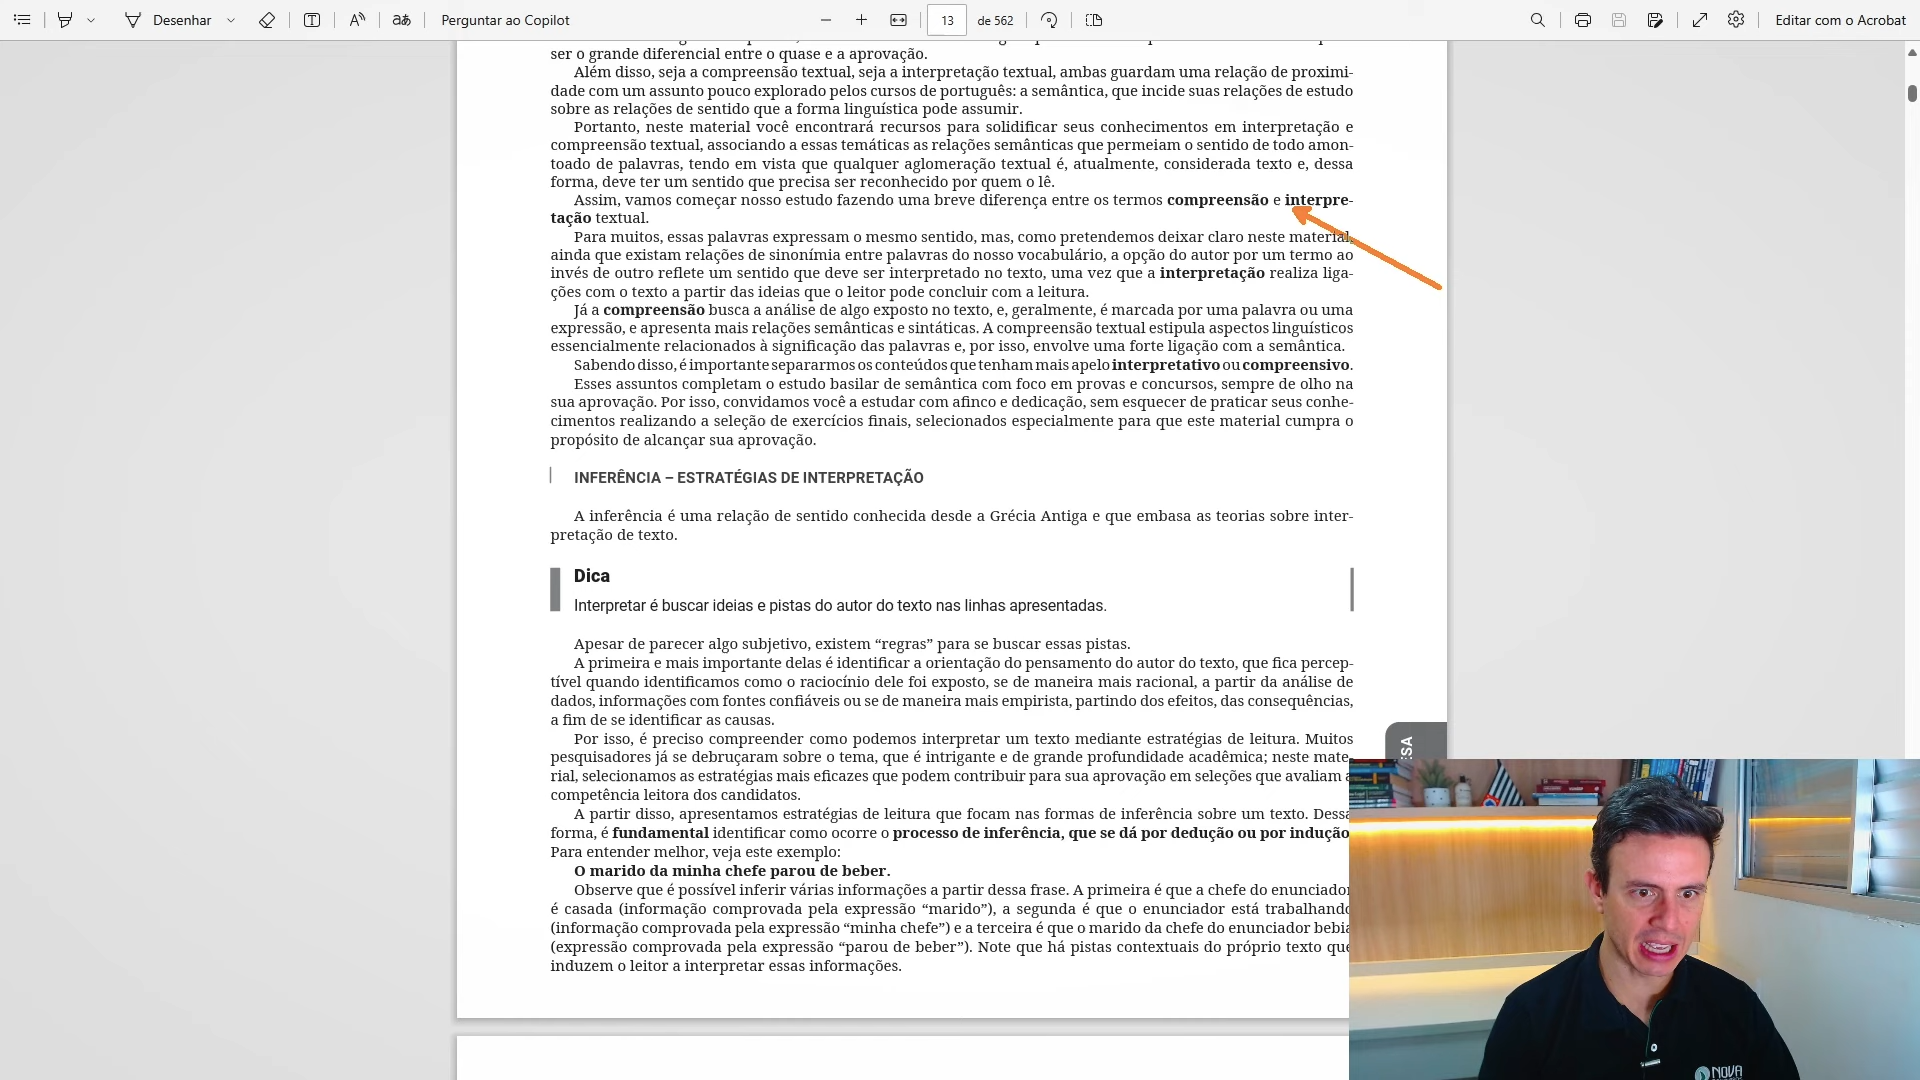 Desenhar
Perguntar ao Copilot
13
de 562
Editar com o Acrobat
ser o grande diferencial entre o quase e a aprovação.
Além disso, seja a compreensão textual, seja a interpretação textual, ambas guardam uma relação de proximi-
dade com um assunto pouco explorado pelos cursos de português: a semântica, que incide suas relações de estudo
sobre as relações de sentido que a forma linguística pode assumir.
Portanto, neste material você encontrará recursos para solidificar seus conhecimentos em interpretação e
compreensão textual, associando a essas temáticas as relações semânticas que permeiam o sentido de todo amon-
toado de palavras, tendo em vista que qualquer aglomeração textual é, atualmente, considerada texto e, dessa
forma, deve ter um sentido que precisa ser reconhecido por quem o lê.
Assim, vamos começar nosso estudo fazendo uma breve diferença entre os termos compreensão e interpre-
tação textual.
Para muitos, essas palavras expressam o mesmo sentido, mas, como pretendemos deixar claro neste material,
ainda que existam relações de sinonímia entre palavras do nosso vocabulário, a opção do autor por um termo ao
invés de outro reflete um sentido que deve ser interpretado no texto, uma vez que a interpretação realiza liga-
ções com o texto a partir das ideias que o leitor pode concluir com a leitura.
Já a compreensão busca a análise de algo exposto no texto, e, geralmente, é marcada por uma palavra ou uma
expressão, e apresenta mais relações semânticas e sintáticas. A compreensão textual estipula aspectos linguísticos
essencialmente relacionados à significação das palavras e, por isso, envolve uma forte ligação com a semântica.
Sabendo disso, é importante separarmos os conteúdos que tenham mais apelo interpretativo ou compreensivo.
Esses assuntos completam o estudo basilar de semântica com foco em provas e concursos, sempre de olho na
sua aprovação. Por isso, convidamos você a estudar com afinco e dedicação, sem esquecer de praticar seus conhe-
cimentos realizando a seleção de exercícios finais, selecionados especialmente para que este material cumpra o
propósito de alcançar sua aprovação.
INFERÊNCIA – ESTRATÉGIAS DE INTERPRETAÇÃO
A inferência é uma relação de sentido conhecida desde a Grécia Antiga e que embasa as teorias sobre inter-
pretação de texto.
Dica
Interpretar é buscar ideias e pistas do autor do texto nas linhas apresentadas.
Apesar de parecer algo subjetivo, existem “regras” para se buscar essas pistas.
A primeira e mais importante delas é identificar a orientação do pensamento do autor do texto, que fica percep-
tível quando identificamos como o raciocínio dele foi exposto, se de maneira mais racional, a partir da análise de
dados, informações com fontes confiáveis ou se de maneira mais empirista, partindo dos efeitos, das consequências,
a fim de se identificar as causas.
Por isso, é preciso compreender como podemos interpretar um texto mediante estratégias de leitura. Muitos
pesquisadores já se debruçaram sobre o tema, que é intrigante e de grande profundidade acadêmica; neste mate-
rial, selecionamos as estratégias mais eficazes que podem contribuir para sua aprovação em seleções que avaliam a
competência leitora dos candidatos.
A partir disso, apresentamos estratégias de leitura que focam nas formas de inferência sobre um texto. Dessa
forma, é fundamental identificar como ocorre o processo de inferência, que se dá por dedução ou por indução
Para entender melhor, veja este exemplo:
O marido da minha chefe parou de beber.
Observe que é possível inferir várias informações a partir dessa frase. A primeira é que a chefe do enunciador
é casada (informação comprovada pela expressão “marido”), a segunda é que o enunciador está trabalhando
(informação comprovada pela expressão “minha chefe”) e a terceira é que o marido da chefe do enunciador bebia
(expressão comprovada pela expressão “parou de beber”). Note que há pistas contextuais do próprio texto que
induzem o leitor a interpretar essas informações.
NOVA